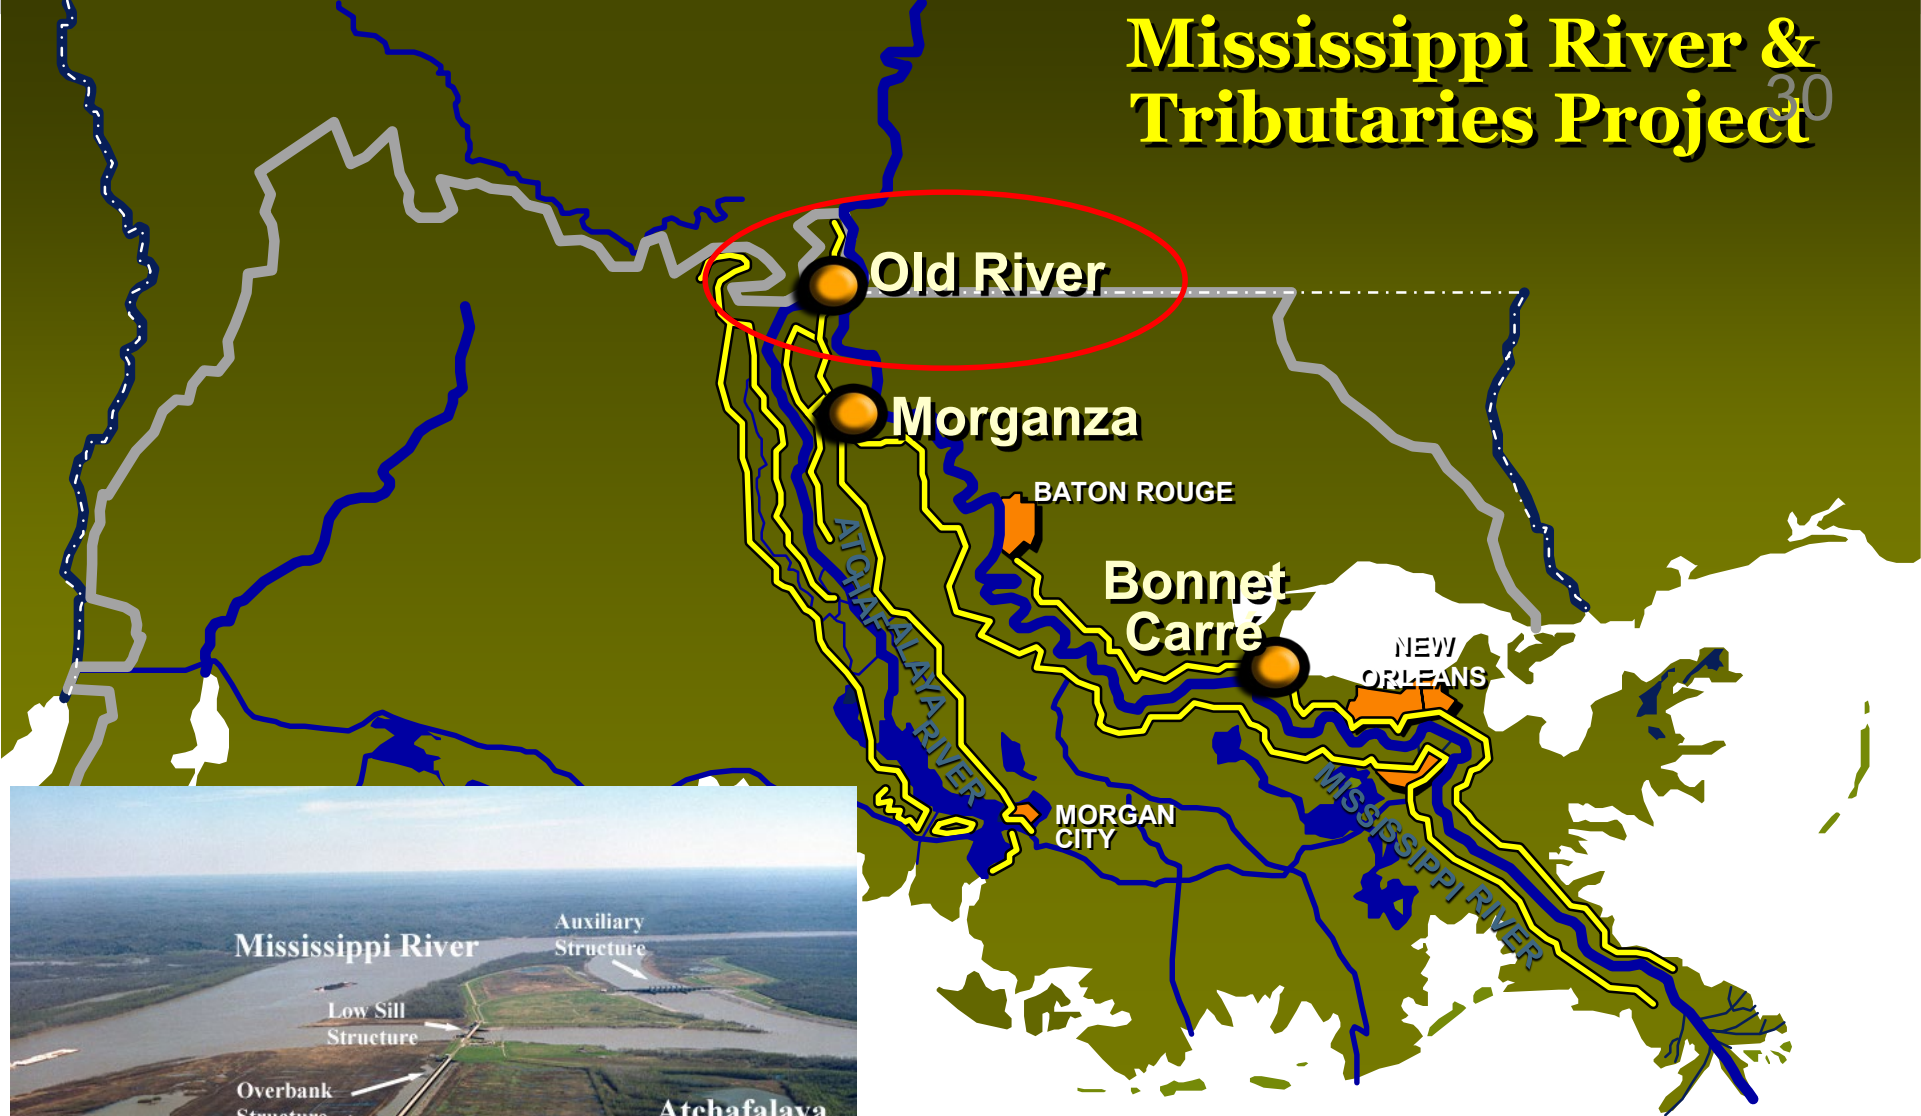 Mississippi River &
Tributaries Project
30
Old River
Morganza
BATON ROUGE
Bonnet
Carré
NEW
ORLEANS
ATCHAFALAYA RIVER
MORGAN
CITY
MISSISSIPPI RIVER
Auxiliary
Structure
Mississippi River
Low Sill
Structure
Overbank
Structure
Atchafalaya